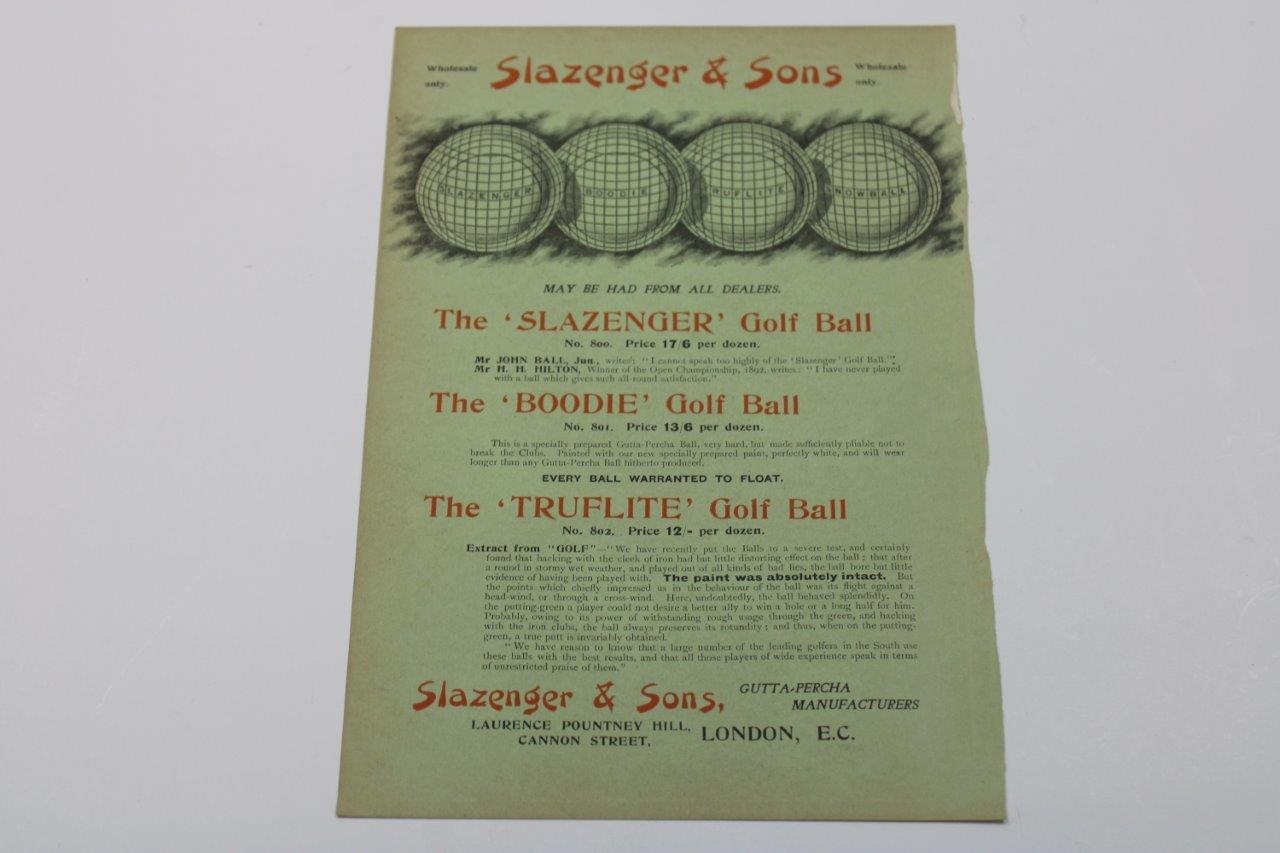 Wholesale only. Slazenger & Sons Wholesale only.
SLAZENGER BOODIE TRUFLITE SNOWBALL
MAY BE HAD FROM ALL DEALERS.
The ‘SLAZENGER’ Golf Ball
No. 800. Price 17/6 per dozen.
Mr JOHN BALL, Jun., writes: “I cannot speak too highly of the ‘Slazenger’ Golf Ball.”
Mr H. H. HILTON, Winner of the Open Championship, 1892, writes: “I have never played
with a ball which gives such all-round satisfaction.”
The ‘BOODIE’ Golf Ball
No. 801. Price 13/6 per dozen.
This is a specially prepared Gutta-Percha Ball, very hard, but made sufficiently pliable not to
break the Clubs. Painted with our new specially prepared paint, perfectly white, and will wear
longer than any Gutta-Percha Ball hitherto produced.
EVERY BALL WARRANTED TO FLOAT.
The ‘TRUFLITE’ Golf Ball
No. 802. Price 12/- per dozen.
Extract from “GOLF”—“We have recently put the Balls to a severe test, and certainly
found that hacking with the cleek of iron had but little distorting effect on the ball; that after
a round in stormy wet weather, and played out of all kinds of bad lies, the ball bore but little
evidence of having been played with. The paint was absolutely intact. But
the points which chiefly impressed us in the behaviour of the ball was its flight against a
head-wind, or through a cross-wind. Here, undoubtedly, the ball behaved splendidly. On
the putting-green a player could not desire a better ally to win a hole or a long half for him.
Probably, owing to its power of withstanding rough usage through the green, and hacking
with the iron clubs, the ball always preserves its rotundity; and thus, when on the putting-
green, a true putt is invariably obtained.
“We have reason to know that a large number of the leading golfers in the South use
these balls with the best results, and that all those players of wide experience speak in terms
of unrestricted praise of them.”
Slazenger & Sons, GUTTA-PERCHA
MANUFACTURERS
LAURENCE POUNTNEY HILL,
CANNON STREET, LONDON, E.C.